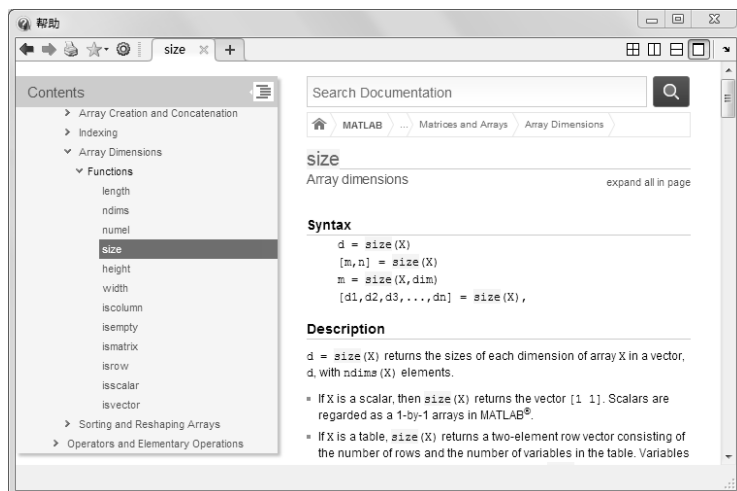 帮助
size
Contents
Array Creation and Concatenation
Indexing
Array Dimensions
Functions
length
ndims
numel
size
height
width
iscolumn
isempty
ismatrix
isrow
isscalar
isvector
Sorting and Reshaping Arrays
Operators and Elementary Operations
Search Documentation
MATLAB ... Matrices and Arrays Array Dimensions
size
Array dimensions expand all in page
Syntax
d = size(X)
[m,n] = size(X)
m = size(X,dim)
[d1,d2,d3,...,dn] = size(X),
Description
d = size(X) returns the sizes of each dimension of array X in a vector,
d, with ndims(X) elements.
If X is a scalar, then size(X) returns the vector [1 1]. Scalars are
regarded as a 1-by-1 arrays in MATLAB®.
If X is a table, size(X) returns a two-element row vector consisting of
the number of rows and the number of variables in the table. Variables